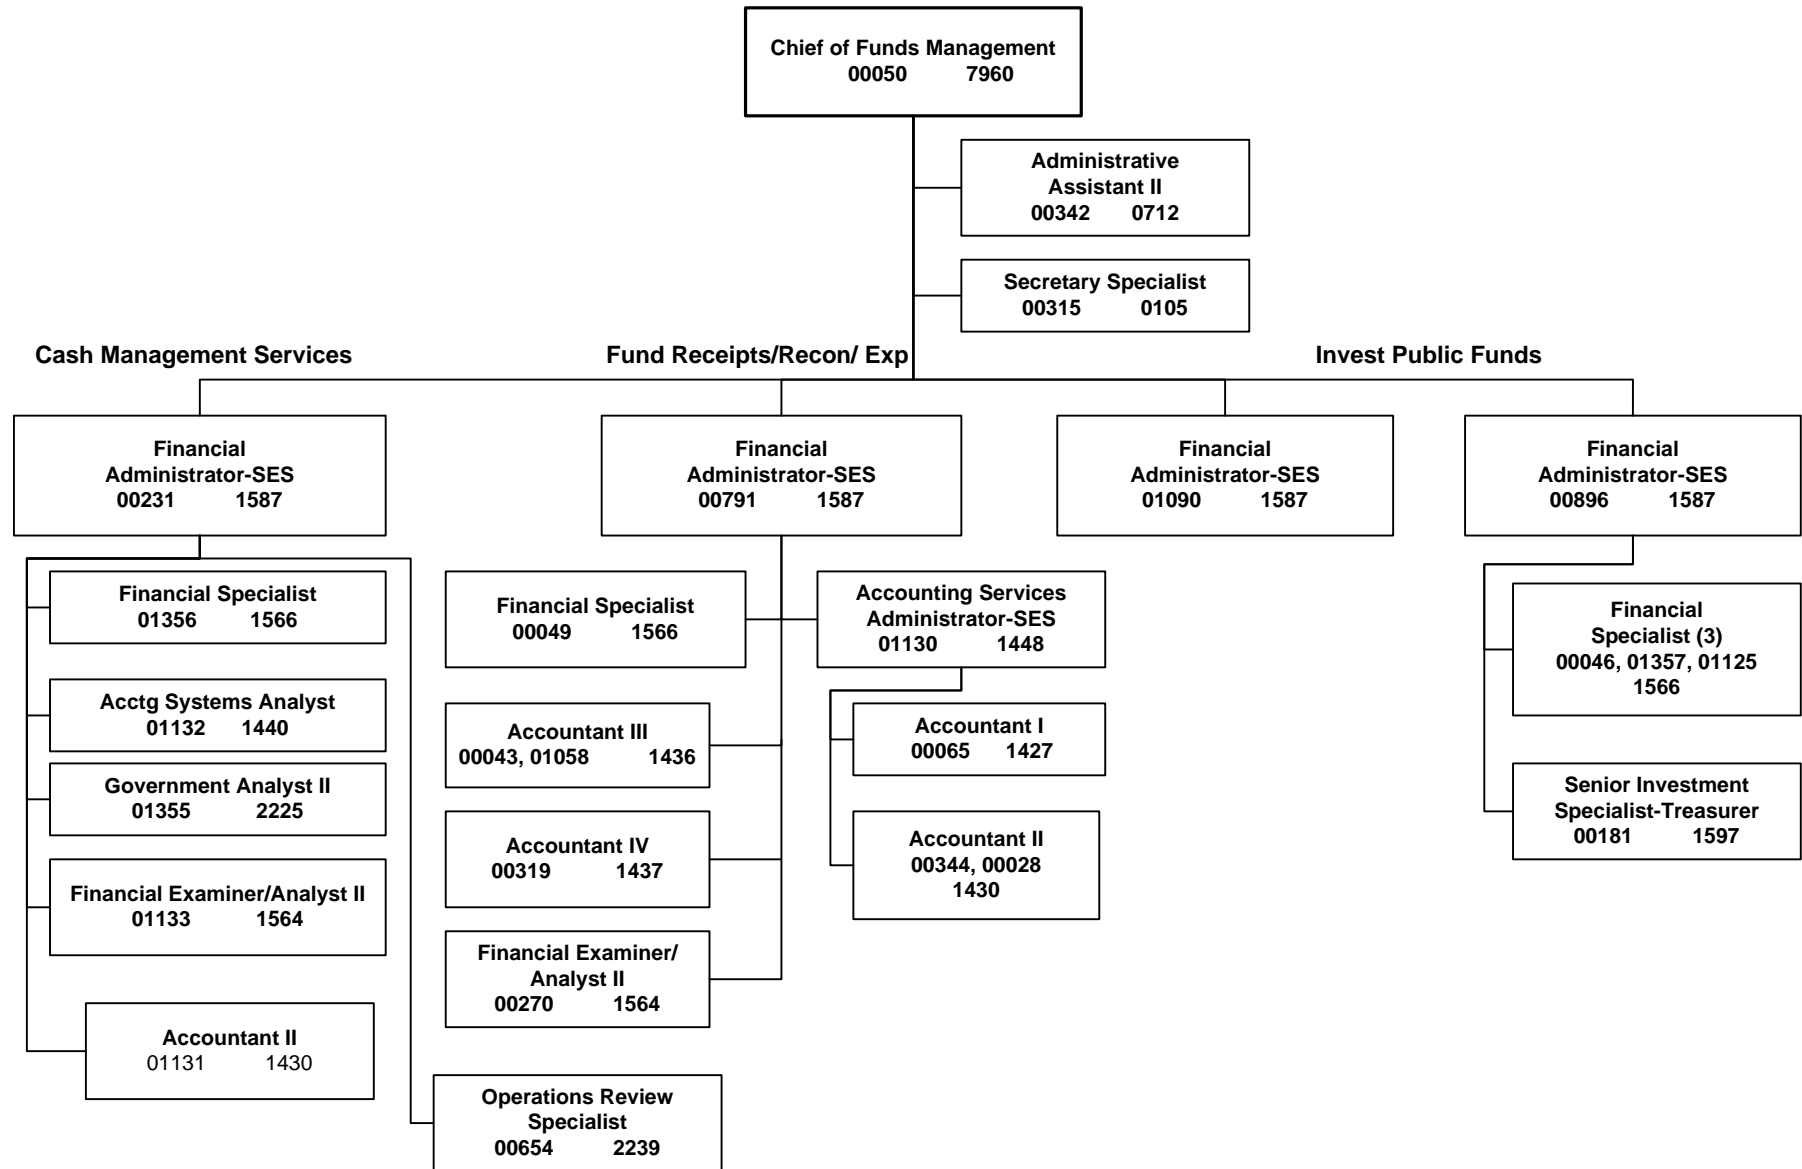 Chief of Funds Management
00050 7960
Administrative
Assistant II
00342 0712
Secretary Specialist
00315 0105
Cash Management Services
Fund Receipts/Recon/ Exp
Invest Public Funds
Financial
Administrator-SES
00231 1587
Financial
Administrator-SES
00791 1587
Financial
Administrator-SES
01090 1587
Financial
Administrator-SES
00896 1587
Financial Specialist
01356 1566
Acctg Systems Analyst
01132 1440
Government Analyst II
01355 2225
Financial Examiner/Analyst II
01133 1564
Accountant II
01131 1430
Operations Review
Specialist
00654 2239
Financial Specialist
00049 1566
Accountant III
00043, 01058 1436
Accountant IV
00319 1437
Financial Examiner/
Analyst II
00270 1564
Accounting Services
Administrator-SES
01130 1448
Accountant I
00065 1427
Accountant II
00344, 00028
1430
Financial
Specialist (3)
00046, 01357, 01125
1566
Senior Investment
Specialist-Treasurer
00181 1597